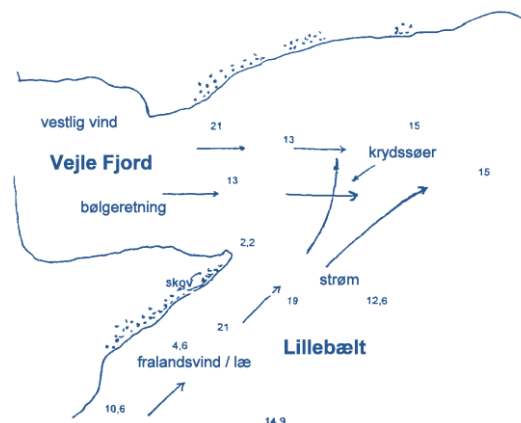 vestlig vind
21
13
15
krydssøer
Vejle Fjord
15
13
bølgeretning
2,2
skov
strøm
19
12,6
21
4,6
Lillebælt
fralandsvind / læ
10,6
14,9